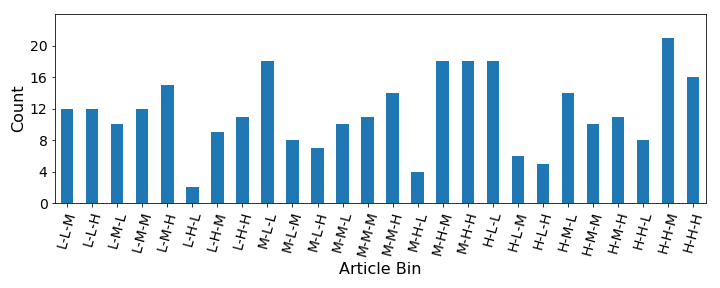 Count
20
16
12
8
4
0
L-L-M
L-L-H
L-M-L
L-M-M
L-M-H
L-H-L
L-H-M
L-H-H
M-L-L
M-L-M
M-L-H
M-M-L
M-M-M
M-M-H
M-H-L
M-H-M
M-H-H
H-L-L
H-L-M
H-L-H
H-M-L
H-M-M
H-M-H
H-H-L
H-H-M
H-H-H
Article Bin